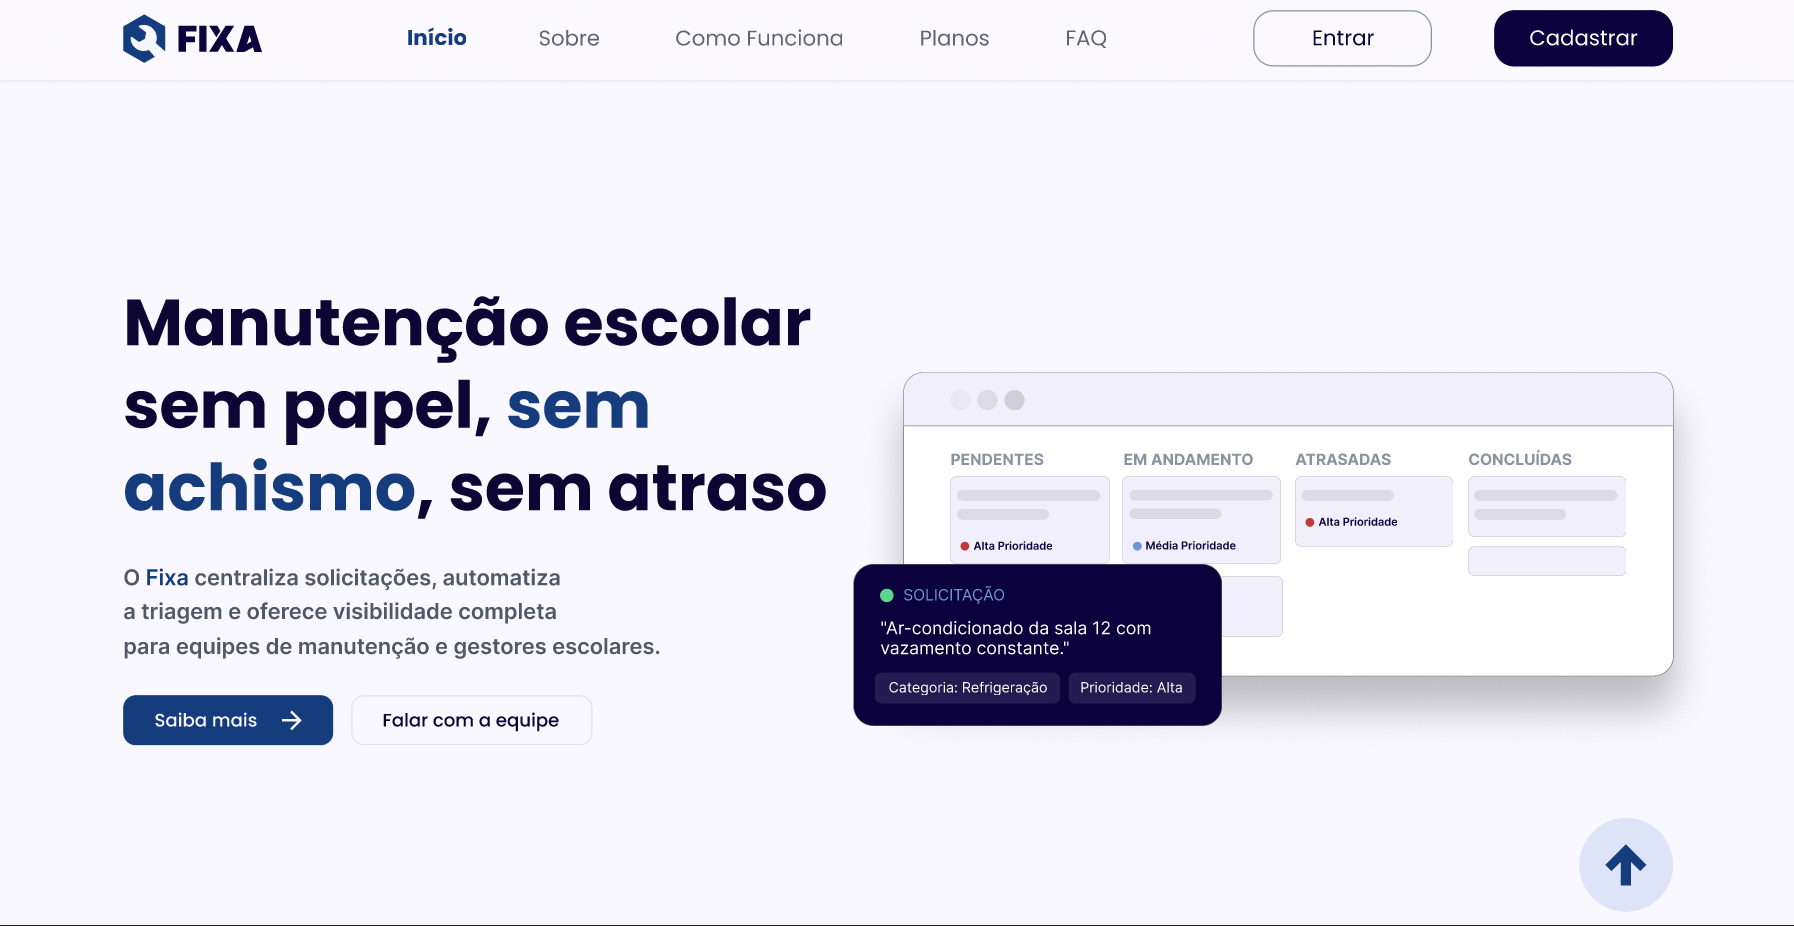 FIXA
Início
Sobre
Como Funciona
Planos
FAQ
Entrar
Cadastrar
Manutenção escolar
sem papel, sem
achismo, sem atraso
O Fixa centraliza solicitações, automatiza
a triagem e oferece visibilidade completa
para equipes de manutenção e gestores escolares.
Saiba mais
Falar com a equipe
PENDENTES
EM ANDAMENTO
ATRASADAS
CONCLUÍDAS
Alta Prioridade
Média Prioridade
Alta Prioridade
SOLICITAÇÃO
"Ar-condicionado da sala 12 com
vazamento constante."
Categoria: Refrigeração
Prioridade: Alta